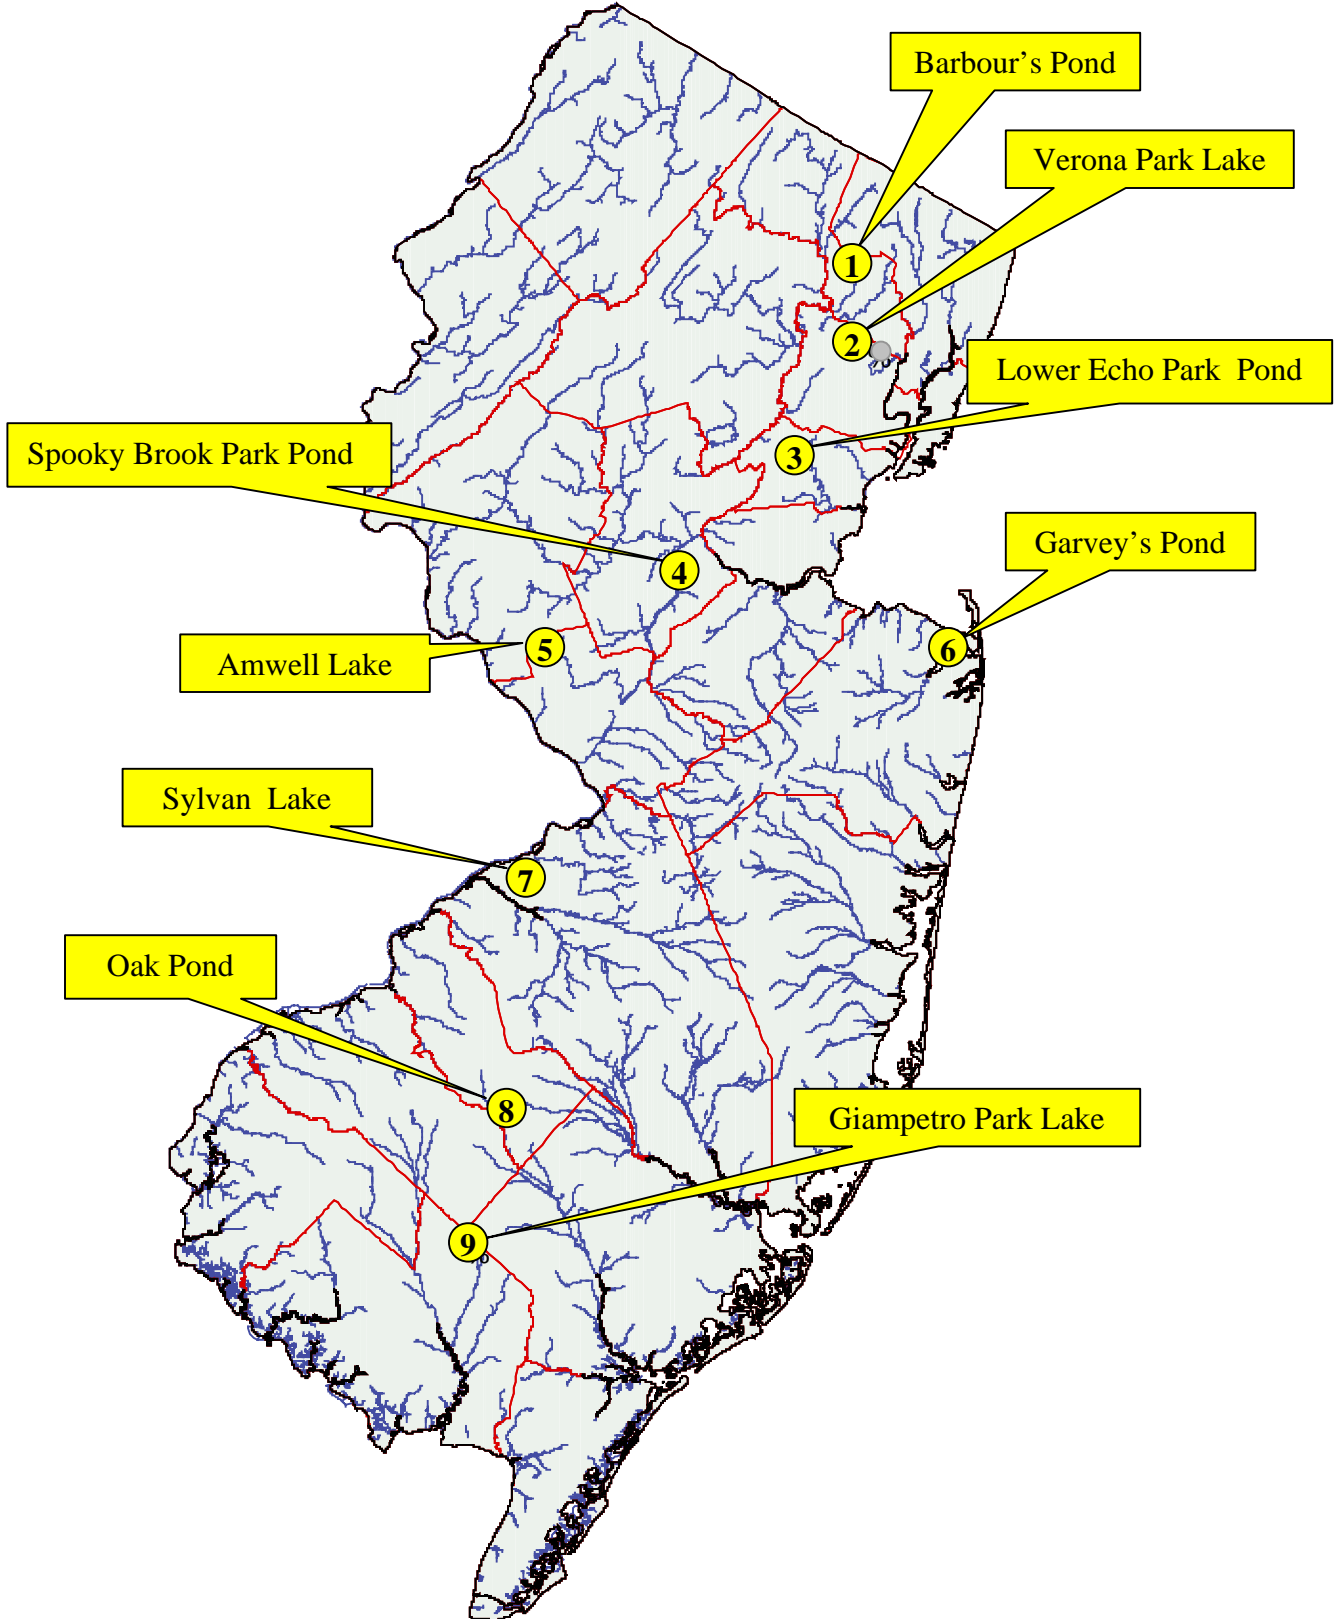 Barbour's Pond
Verona Park Lake
1
2
Lower Echo Park Pond
Spooky Brook Park Pond
3
Garvey's Pond
4
Amwell Lake
5
6
Sylvan Lake
7
Oak Pond
8
Giampetro Park Lake
9